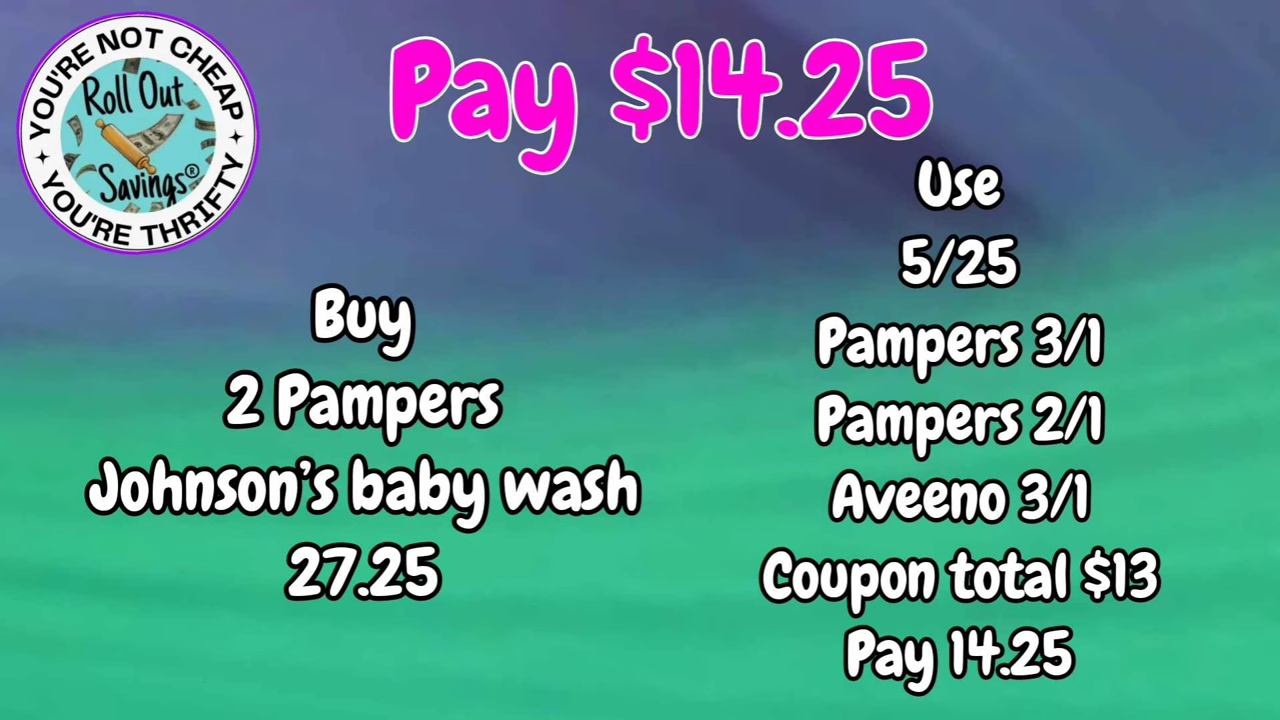 YOU'RE NOT CHEAP
Roll Out
Savings®
YOU'RE THRIFTY
Pay $14.25
Buy
2 Pampers
Johnson's baby wash
27.25
Use
5/25
Pampers 3/1
Pampers 2/1
Aveeno 3/1
Coupon total $13
Pay 14.25